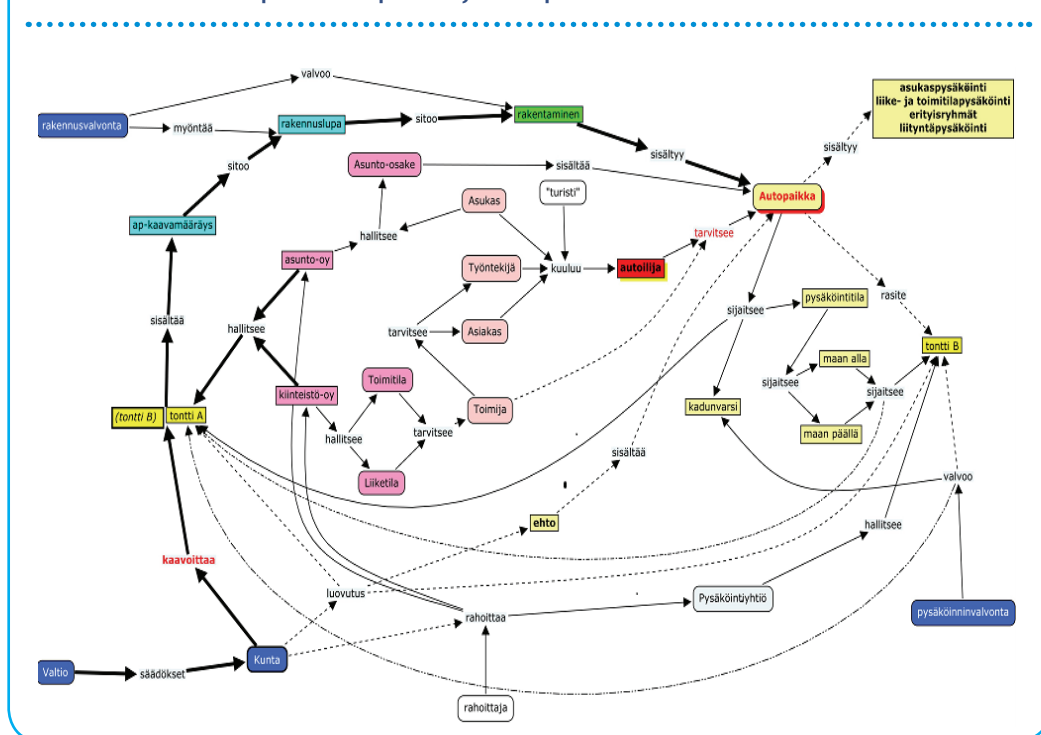 valvoo
asukaspysäköinti
liike- ja toimitilapysäköinti
erityisryhmät
liityntäpysäköinti
rakennusvalvonta
myöntää
rakennuslupa
sitoo
rakentaminen
sisältyy
sisältyy
sitoo
Asunto-osake
sisältää
"turisti"
Asukas
Autopaikka
ap-kaavamääräys
hallitsee
tarvitsee
asunto-oy
Työntekijä
kuuluu
autoilija
sijaitsee
pysäköintitila
rasite
sisältää
hallitsee
tarvitsee
Asiakas
tontti B
maan alla
sijaitsee
sijaitsee
kiinteistö-oy
Toimitila
Toimija
kadunvarsi
maan päällä
(tontti B)
tontti A
hallitsee
tarvitsee
sisältää
Liiketila
valvoo
ehto
hallitsee
kaavoittaa
luovutus
rahoittaa
Pysäköintiyhtiö
pysäköinninvalvonta
Valtio
säädökset
Kunta
rahoittaja